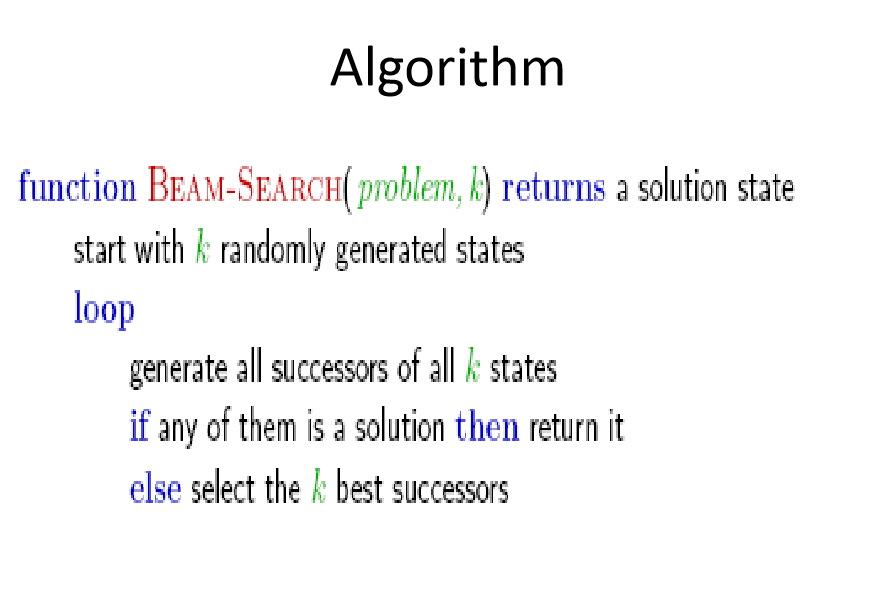 Algorithm
function BEAM-SEARCH(problem, k) returns a solution state
start with k randomly generated states
loop
generate all successors of all k states
if any of them is a solution then return it
else select the k best successors